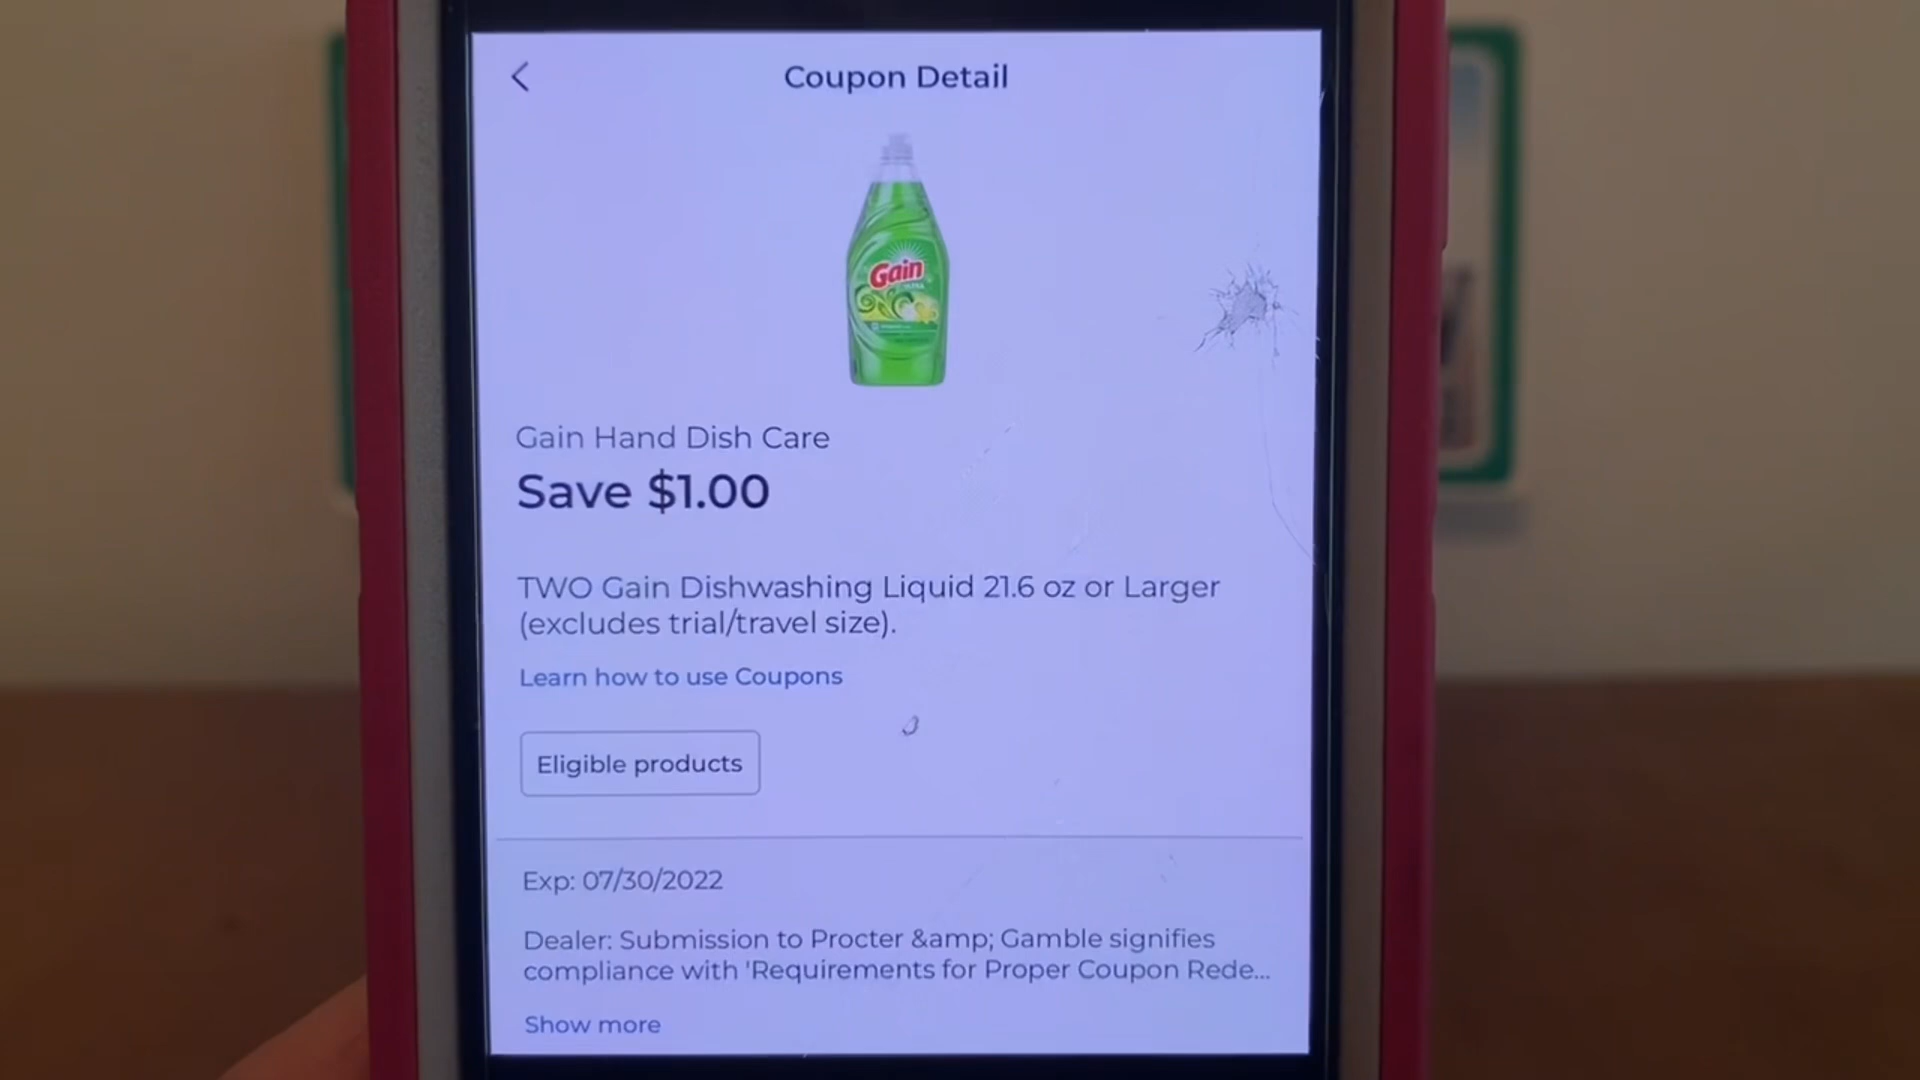 Coupon Detail
Gain
Gain Hand Dish Care
Save $1.00
TWO Gain Dishwashing Liquid 21.6 oz or Larger
(excludes trial/travel size).
Learn how to use Coupons
Eligible products
Exp: 07/30/2022
Dealer: Submission to Procter &amp; Gamble signifies
compliance with 'Requirements for Proper Coupon Rede...
Show more